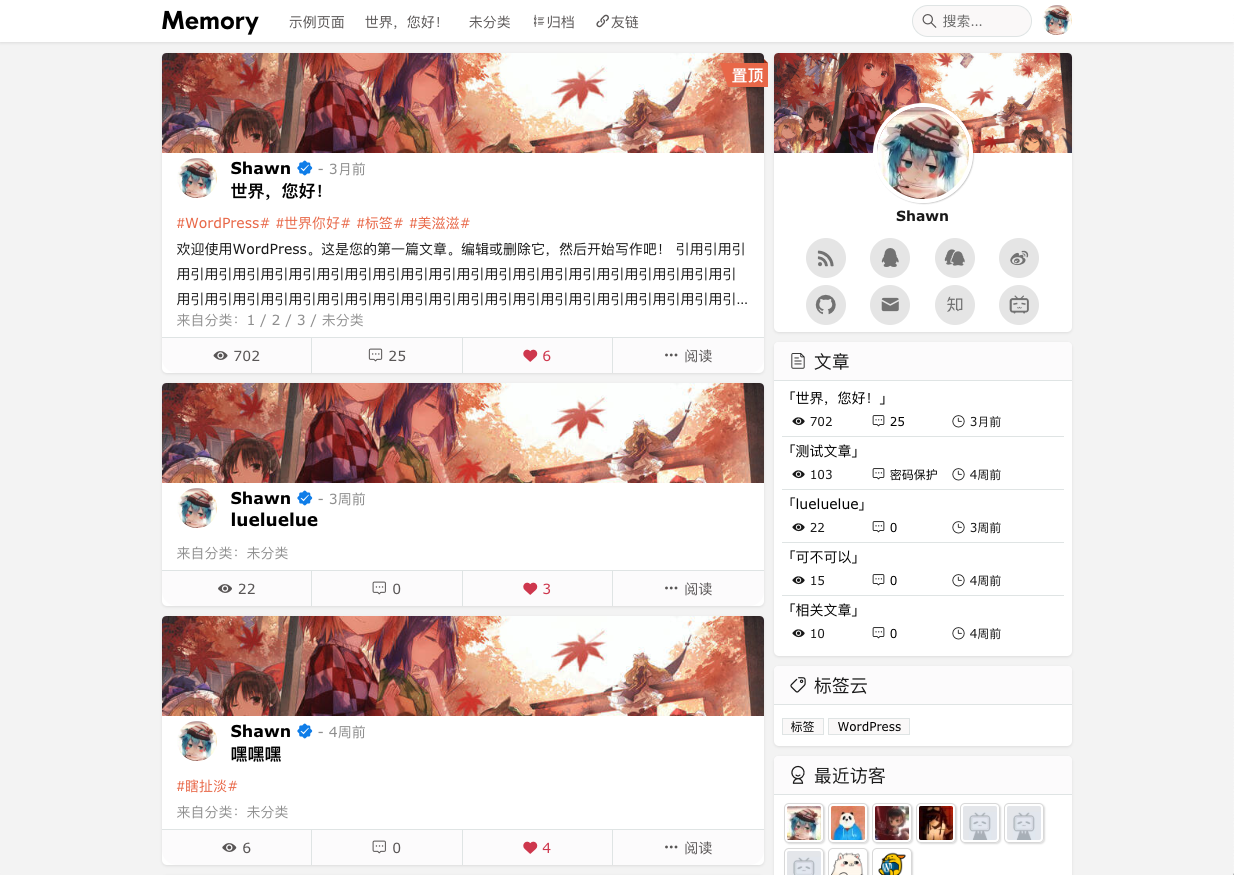 Memory 示例页面 世界，您好！ 未分类 归档 友链 搜索...
置顶
Shawn - 3月前
世界，您好！
#WordPress# #世界你好# #标签# #美滋滋#
欢迎使用WordPress。这是您的第一篇文章。编辑或删除它，然后开始写作吧！ 引用引用引
用引用引用引用引用引用引用引用引用引用引用引用引用引用引用引用引用引用引用引
用引用引用引用引用引用引用引用引用引用引用引用引用引用引用引用引用引用引用引...
来自分类：1 / 2 / 3 / 未分类
702 25 6 阅读
Shawn - 3周前
lueluelue
来自分类：未分类
22 0 3 阅读
Shawn - 4周前
嘿嘿嘿
#瞎扯淡#
来自分类：未分类
6 0 4 阅读
Shawn
知
文章
「世界，您好！」
702 25 3月前
「测试文章」
103 密码保护 4周前
「lueluelue」
22 0 3周前
「可不可以」
15 0 4周前
「相关文章」
10 0 4周前
标签云
标签 WordPress
最近访客